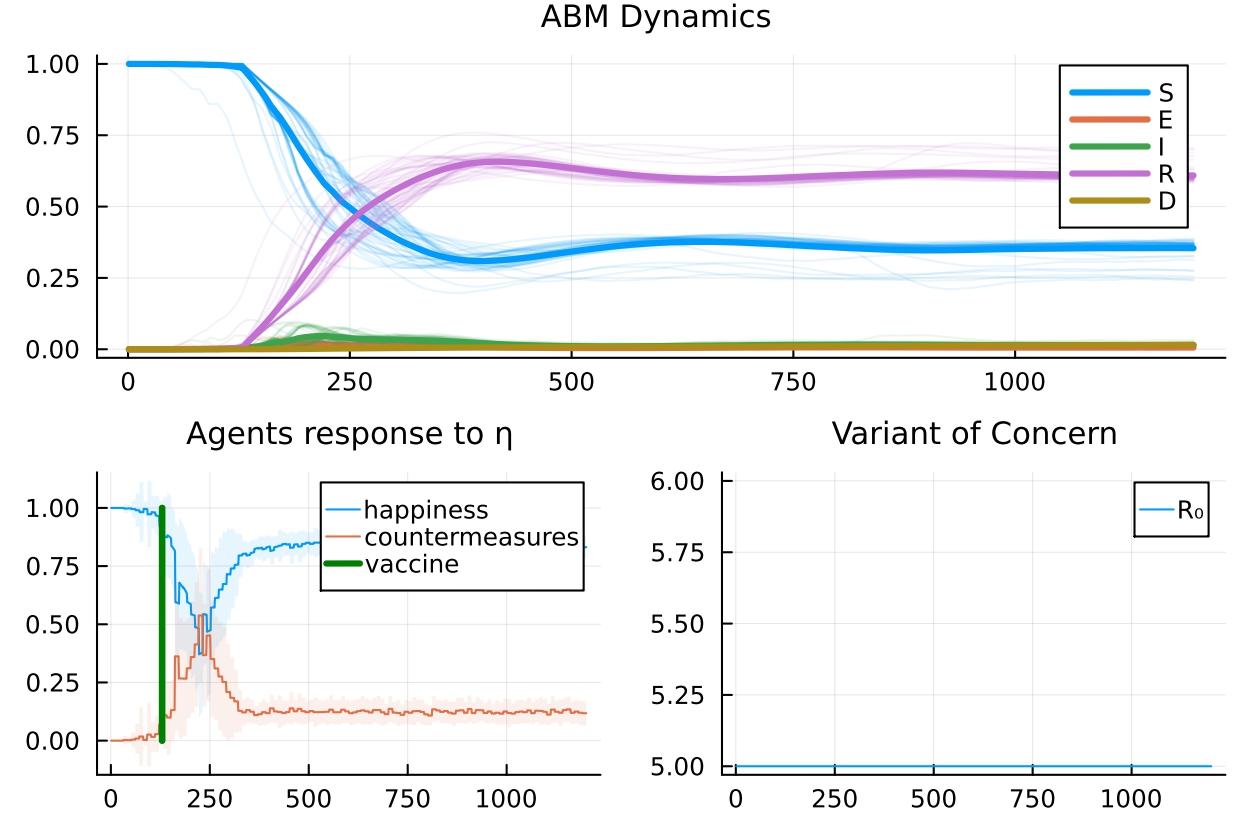 ABM Dynamics
1.00
0.75
0.50
0.25
0.00
S
E
I
R
D
0 250 500 750 1000
Agents response to η
1.00
0.75
0.50
0.25
0.00
happiness
countermeasures
vaccine
0 250 500 750 1000
Variant of Concern
6.00
5.75
5.50
5.25
5.00
R₀
0 250 500 750 1000